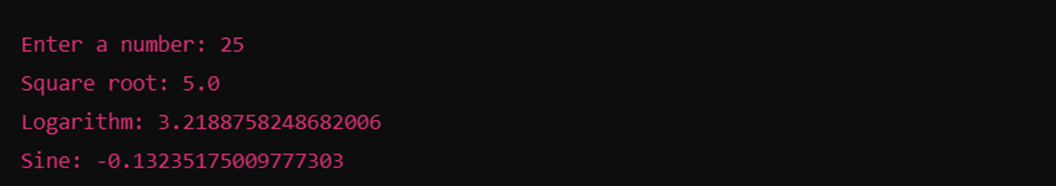 Enter a number: 25
Square root: 5.0
Logarithm: 3.2188758248682006
Sine: -0.13235175009777303